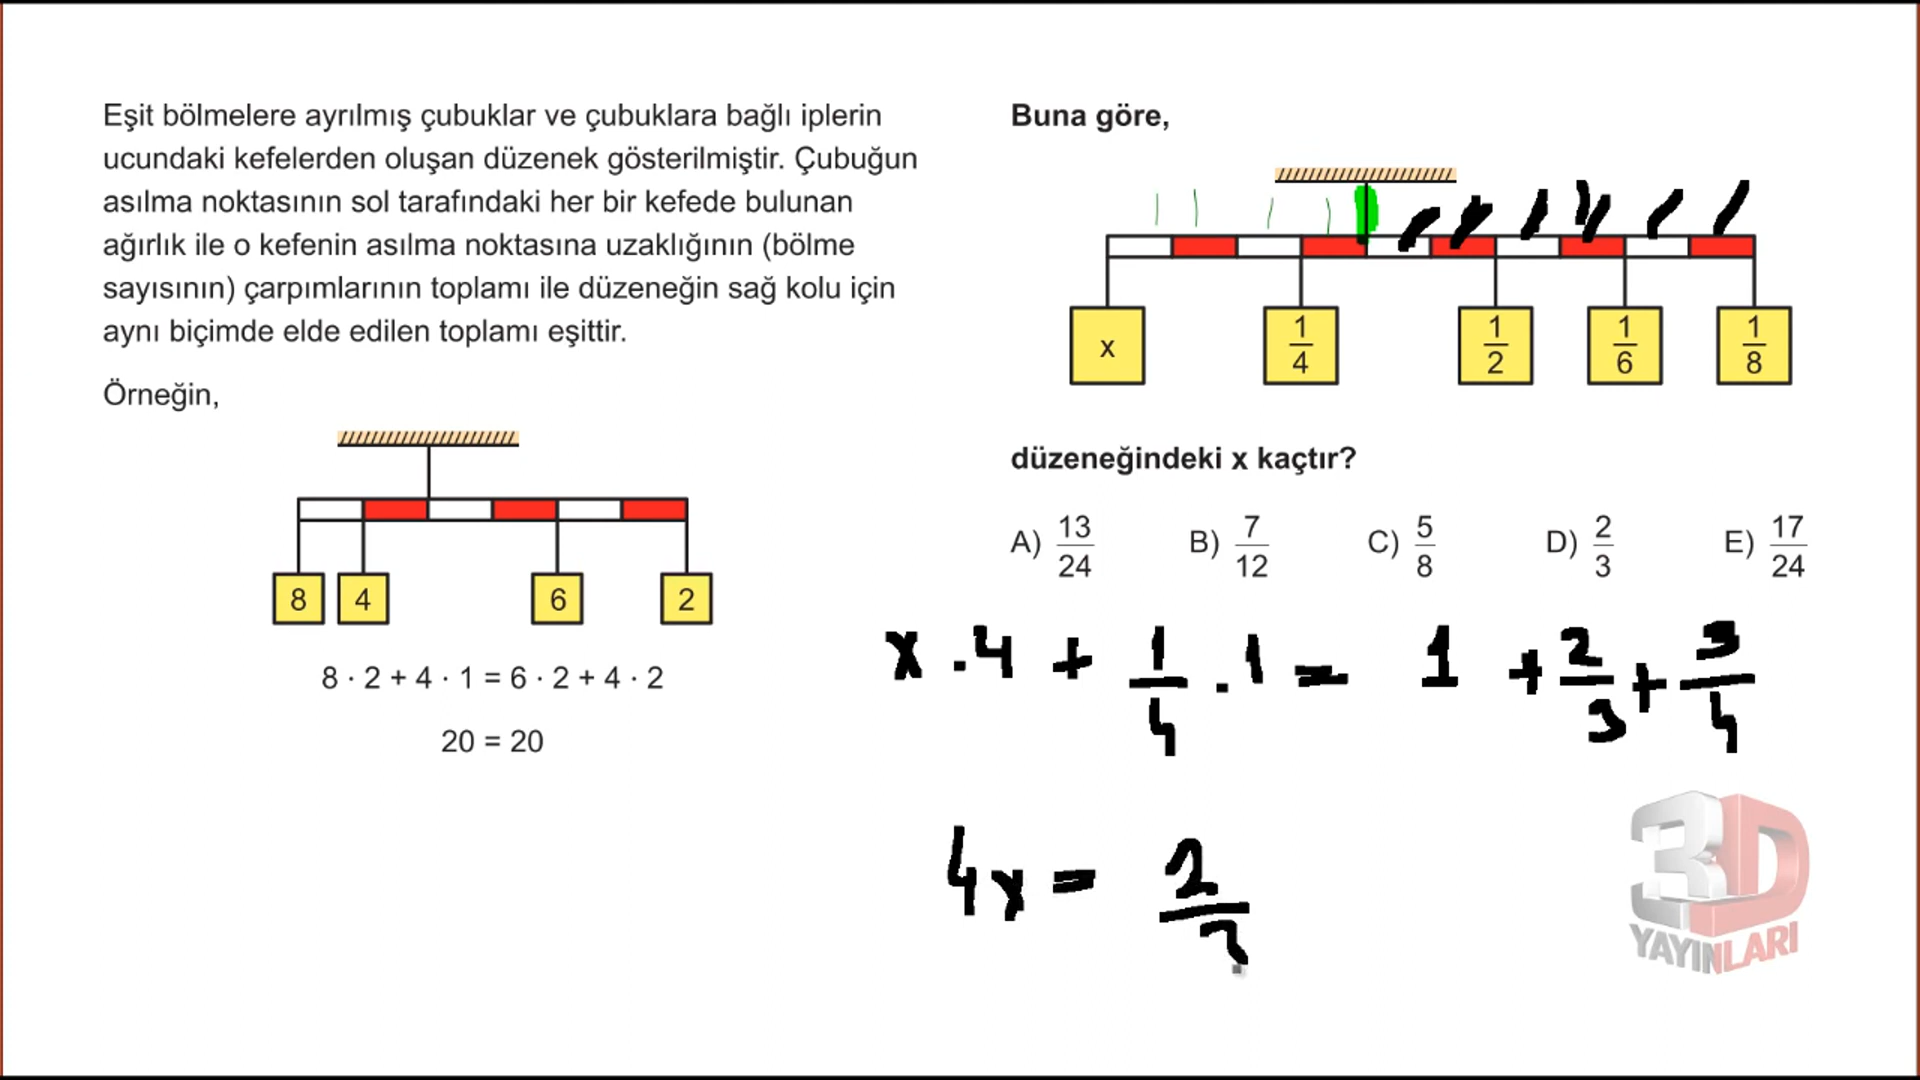 Eşit bölmelere ayrılmış çubuklar ve çubuklara bağlı iplerin
ucundaki kefelerden oluşan düzenek gösterilmiştir. Çubuğun
asılma noktasının sol tarafındaki her bir kefede bulunan
ağırlık ile o kefenin asılma noktasına uzaklığının (bölme
sayısının) çarpımlarının toplamı ile düzeneğin sağ kolu için
aynı biçimde elde edilen toplamı eşittir.
Örneğin,
8 4 6 2
8 · 2 + 4 · 1 = 6 · 2 + 4 · 2
20 = 20
Buna göre,
x 1/4 1/2 1/6 1/8
düzeneğindeki x kaçtır?
A) 13/24 B) 7/12 C) 5/8 D) 2/3 E) 17/24
x . 4 + 1/4 . 1 = 1 + 2/3 + 3/4
4x = 2/3
3D
YAYINLARI